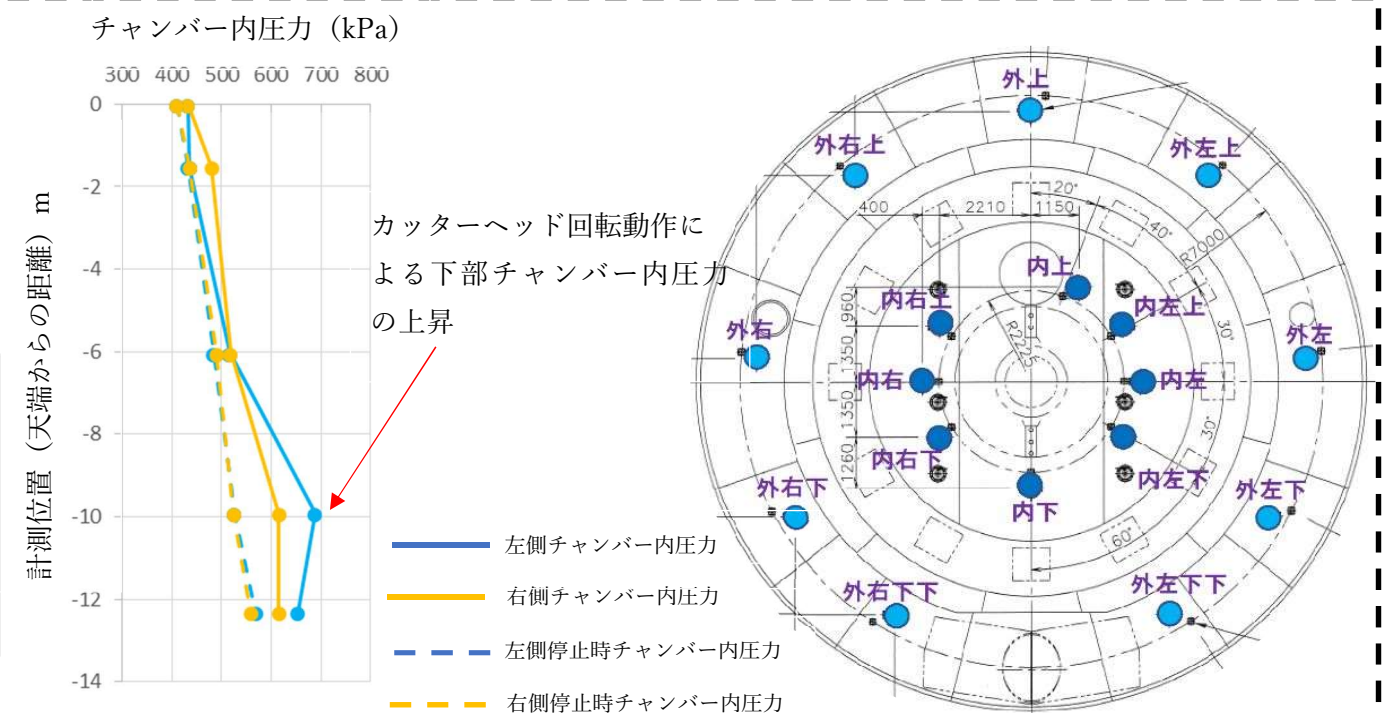 チャンバー内圧力（kPa）
300 400 500 600 700 800
0
-2
-4
-6
-8
-10
-12
-14
計測位置（天端からの距離） m
カッターヘッド回転動作に
よる下部チャンバー内圧力
の上昇
左側チャンバー内圧力
右側チャンバー内圧力
左側停止時チャンバー内圧力
右側停止時チャンバー内圧力
外上
外右上
外左上
20°
400 2210 1150
40°
R7000
内上
960
内右上
内左上
外右
R2225
30°
外左
1350
内右
内左
1350
30°
内右下
内左下
1260
外右下
外左下
内下
60°
外右下下
外左下下